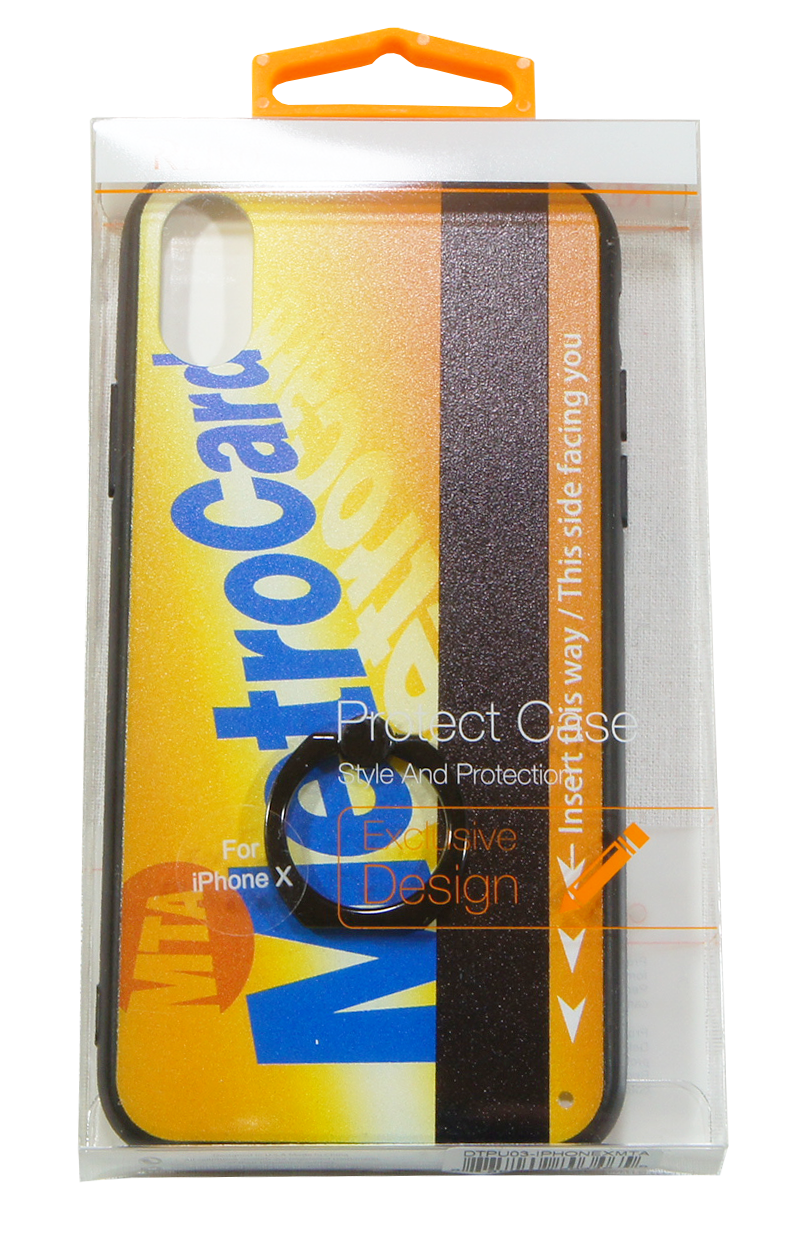 MetroCard
Insert this way / This side facing you
Protect Case
Style And Protection
Exclusive
Design
For
iPhone X
MTA
DTPU03-IPHONEXMTA